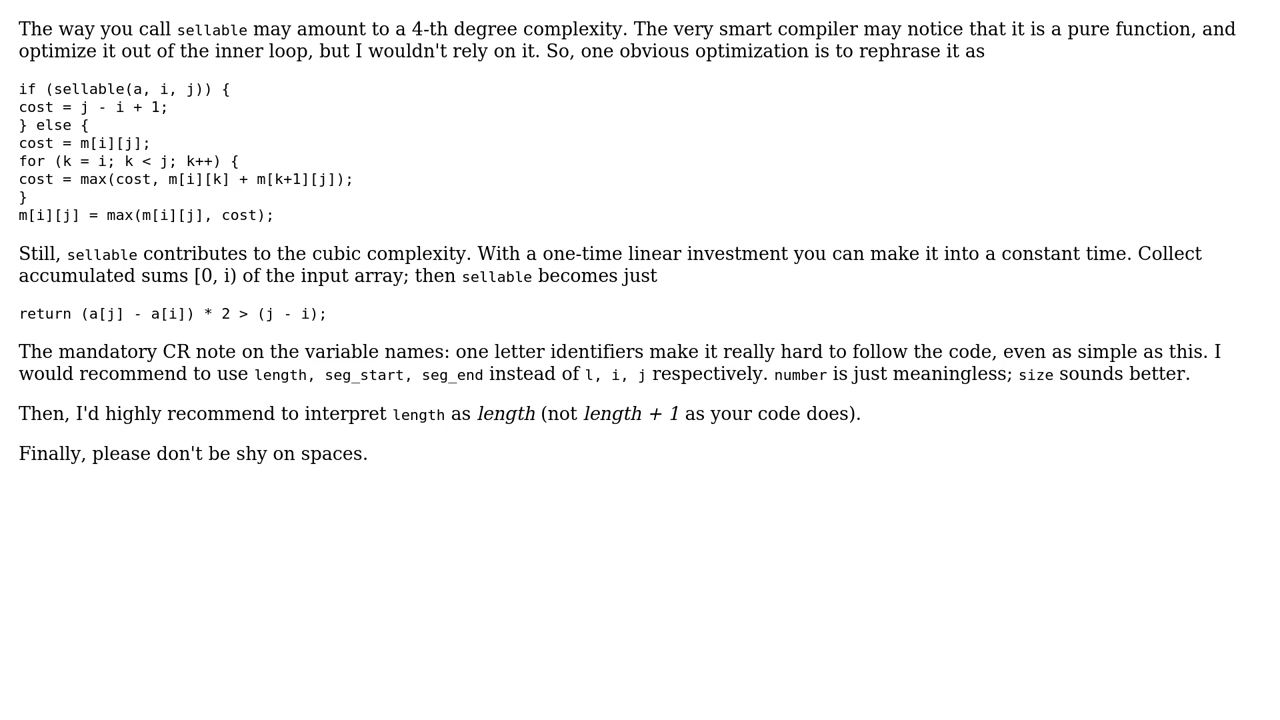 The way you call sellable may amount to a 4-th degree complexity. The very smart compiler may notice that it is a pure function, and
optimize it out of the inner loop, but I wouldn't rely on it. So, one obvious optimization is to rephrase it as
if (sellable(a, i, j)) {
cost = j - i + 1;
} else {
cost = m[i][j];
for (k = i; k < j; k++) {
cost = max(cost, m[i][k] + m[k+1][j]);
}
m[i][j] = max(m[i][j], cost);
Still, sellable contributes to the cubic complexity. With a one-time linear investment you can make it into a constant time. Collect
accumulated sums [0, i) of the input array; then sellable becomes just
return (a[j] - a[i]) * 2 > (j - i);
The mandatory CR note on the variable names: one letter identifiers make it really hard to follow the code, even as simple as this. I
would recommend to use length, seg_start, seg_end instead of l, i, j respectively. number is just meaningless; size sounds better.
Then, I'd highly recommend to interpret length as length (not length + 1 as your code does).
Finally, please don't be shy on spaces.